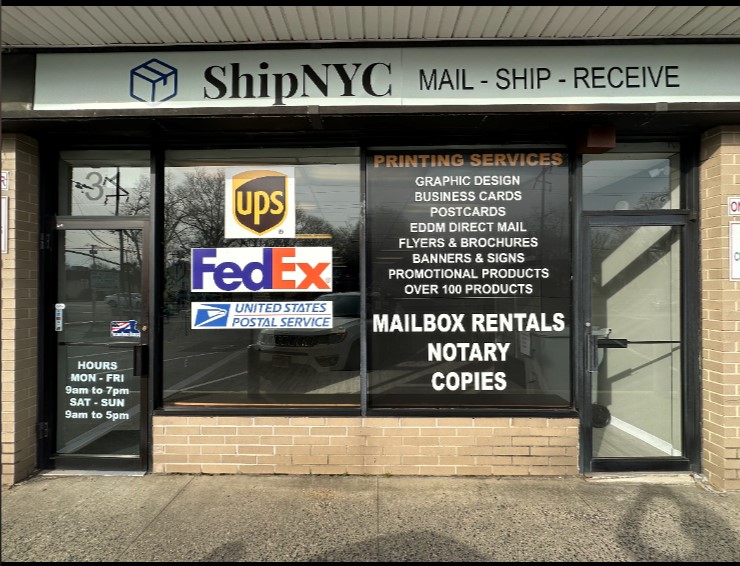 ShipNYC MAIL - SHIP - RECEIVE
31
ups
FedEx
UNITED STATES
POSTAL SERVICE
HOURS
MON - FRI
9am to 7pm
SAT - SUN
9am to 5pm
PRINTING SERVICES
GRAPHIC DESIGN
BUSINESS CARDS
POSTCARDS
EDDM DIRECT MAIL
FLYERS & BROCHURES
BANNERS & SIGNS
PROMOTIONAL PRODUCTS
OVER 100 PRODUCTS
MAILBOX RENTALS
NOTARY
COPIES